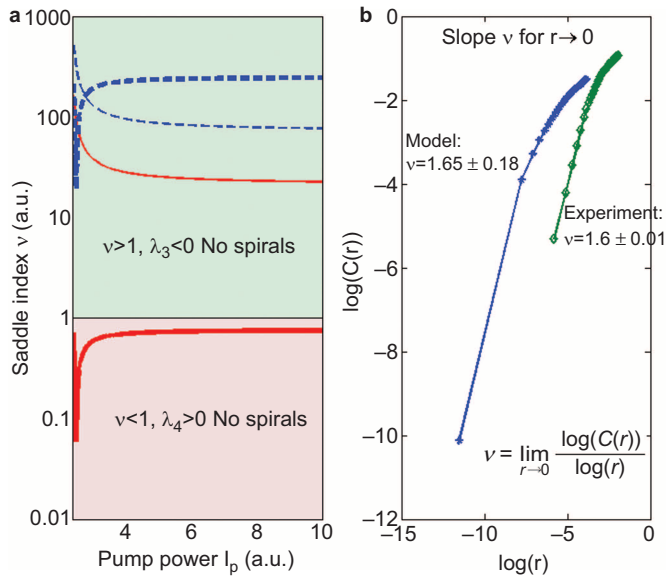 a
1000
100
10
1
0.1
0.01
Saddle index ν (a.u.)
ν>1, λ₃<0 No spirals
ν<1, λ₄>0 No spirals
4
6
8
10
Pump power Iₚ (a.u.)
b
0
−2
−4
−6
−8
−10
−12
log(C(r))
Slope ν for r→0
Model:
ν=1.65 ± 0.18
Experiment:
ν=1.6 ± 0.01
ν = lim r→0 log(C(r)) / log(r)
−15
−10
−5
0
log(r)